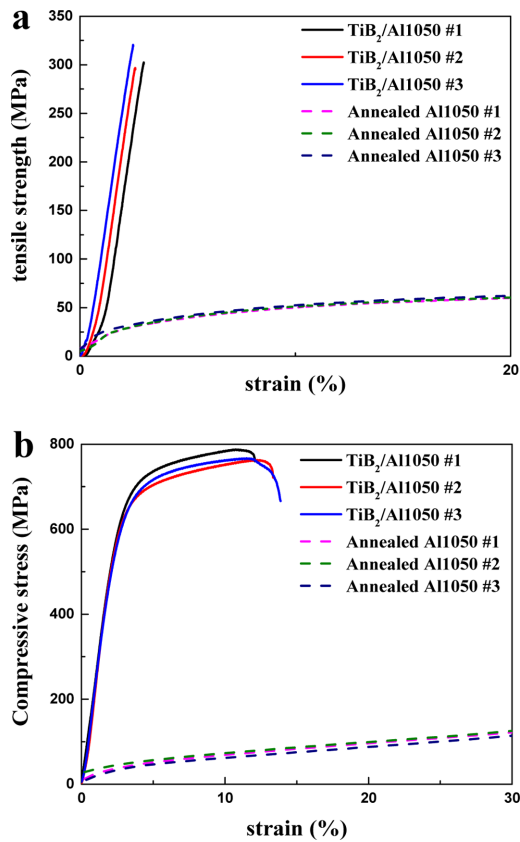 a
350
300
250
200
150
100
50
0
tensile strength (MPa)
TiB₂/Al1050 #1
TiB₂/Al1050 #2
TiB₂/Al1050 #3
Annealed Al1050 #1
Annealed Al1050 #2
Annealed Al1050 #3
0
20
strain (%)
b
800
600
400
200
0
Compressive stress (MPa)
TiB₂/Al1050 #1
TiB₂/Al1050 #2
TiB₂/Al1050 #3
Annealed Al1050 #1
Annealed Al1050 #2
Annealed Al1050 #3
0
10
20
30
strain (%)